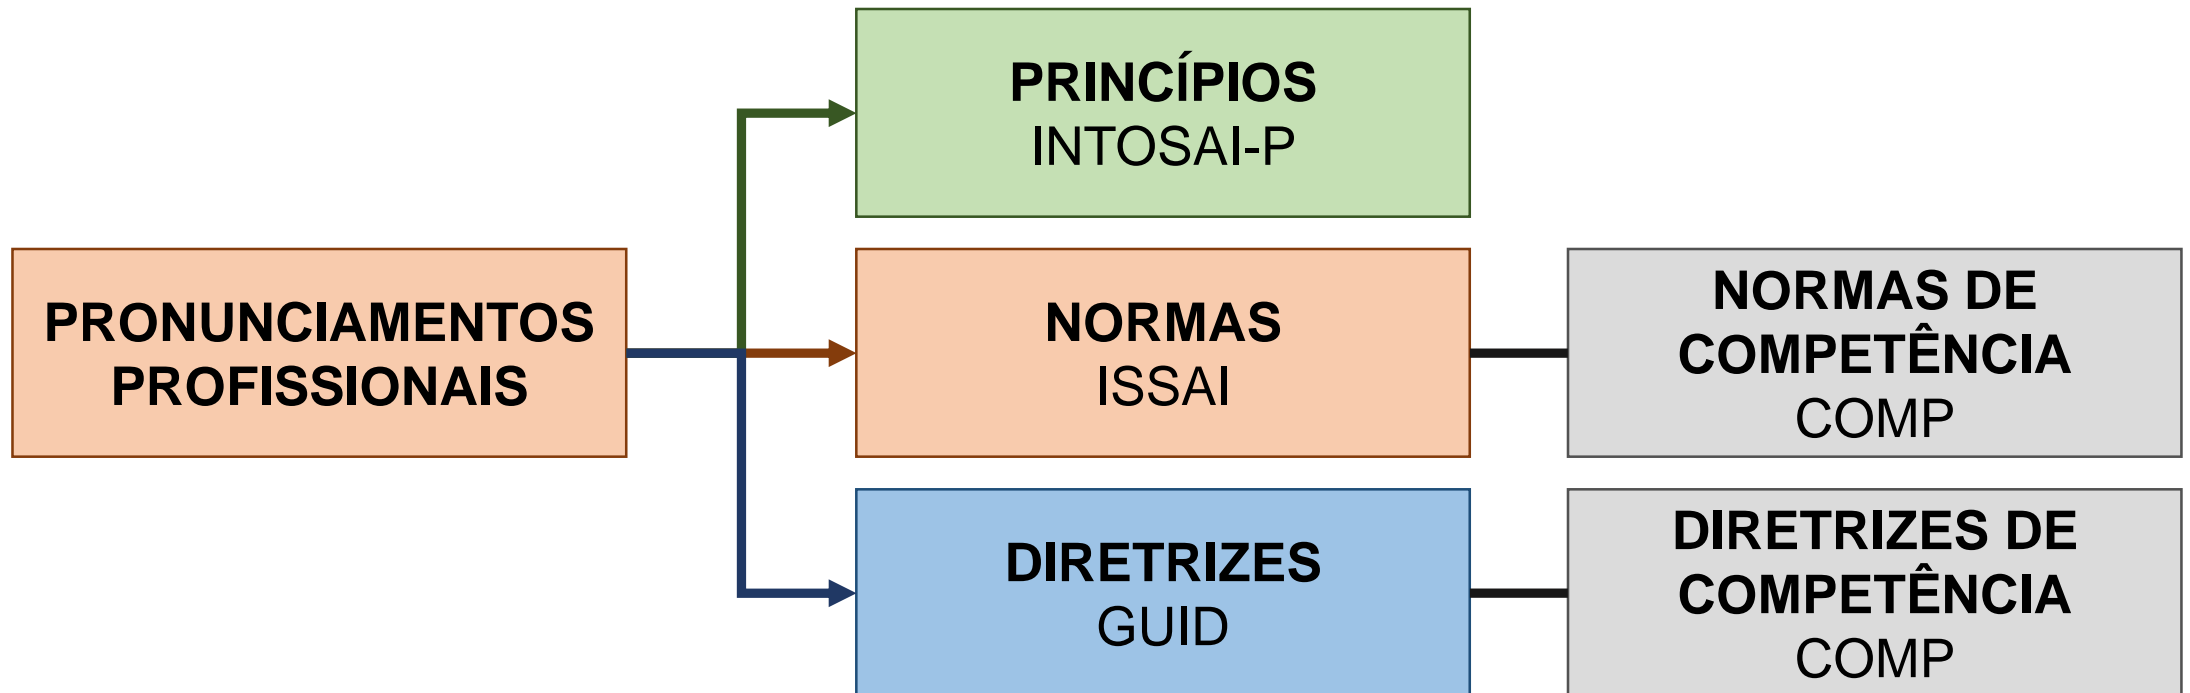 PRINCÍPIOS
INTOSAI-P
PRONUNCIAMENTOS
PROFISSIONAIS
NORMAS
ISSAI
NORMAS DE
COMPETÊNCIA
COMP
DIRETRIZES
GUID
DIRETRIZES DE
COMPETÊNCIA
COMP